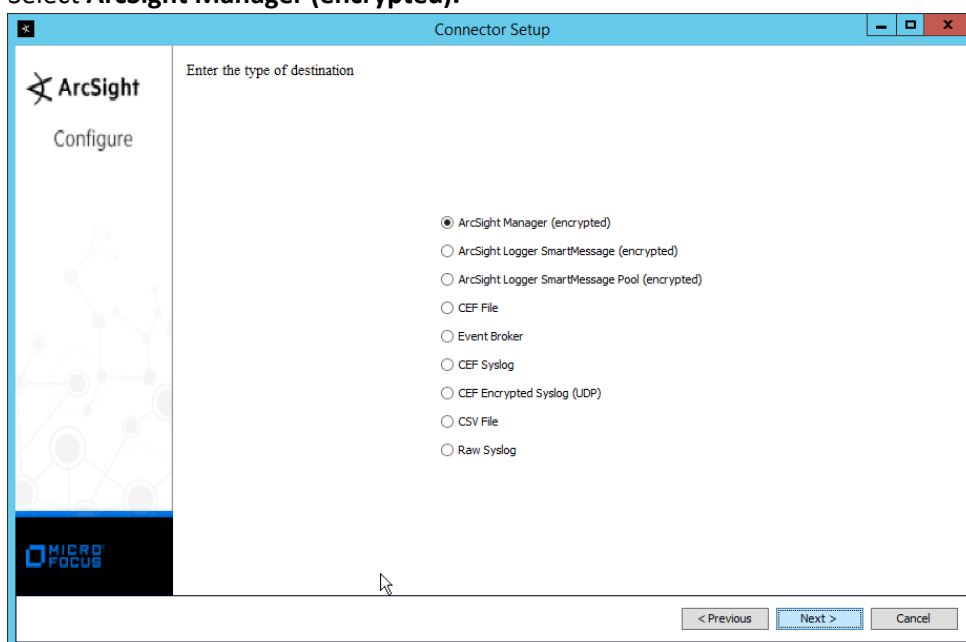 Select ArcSight Manager (encrypted).
Connector Setup
ArcSight
Configure
Enter the type of destination
ArcSight Manager (encrypted)
ArcSight Logger SmartMessage (encrypted)
ArcSight Logger SmartMessage Pool (encrypted)
CEF File
Event Broker
CEF Syslog
CEF Encrypted Syslog (UDP)
CSV File
Raw Syslog
MICRO
FOCUS
< Previous
Next >
Cancel